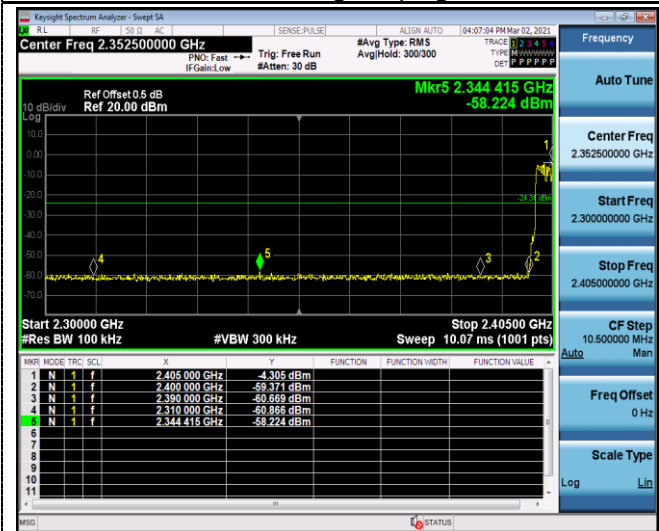 Keysight Spectrum Analyzer - Swept SA
RL RF 50 Ω AC SENSE:PULSE ALIGN AUTO 04:07:04 PM Mar 02, 2021
Center Freq 2.352500000 GHz
PNO: Fast
IFGain:Low
Trig: Free Run
#Atten: 30 dB
#Avg Type: RMS
Avg|Hold: 300/300
TRACE 1 2 3 4 5 6
TYPE M WWWWW
DET P P P P P P
Ref Offset 0.5 dB
Ref 20.00 dBm
10 dB/div
Log
Mkr5 2.344 415 GHz
-58.224 dBm
10.0
0.00
-10.0
-20.0
-30.0
-40.0
-50.0
-60.0
-70.0
1
2
3
4
5
Start 2.30000 GHz
Stop 2.40500 GHz
#Res BW 100 kHz
#VBW 300 kHz
Sweep 10.07 ms (1001 pts)
MKR MODE TRC SCL X Y FUNCTION FUNCTION WIDTH FUNCTION VALUE
1 N 1 f 2.405 000 GHz -4.305 dBm
2 N 1 f 2.400 000 GHz -59.371 dBm
3 N 1 f 2.390 000 GHz -60.669 dBm
4 N 1 f 2.310 000 GHz -60.866 dBm
5 N 1 f 2.344 415 GHz -58.224 dBm
6
7
8
9
10
11
MSG
STATUS
Frequency
Auto Tune
Center Freq
2.352500000 GHz
Start Freq
2.300000000 GHz
Stop Freq
2.405000000 GHz
CF Step
10.500000 MHz
Auto Man
Freq Offset
0 Hz
Scale Type
Log Lin